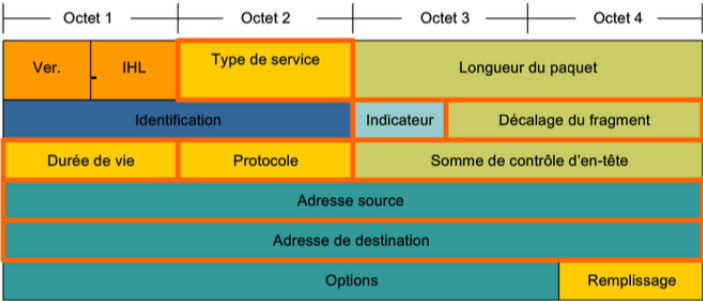 Octet 1 Octet 2 Octet 3 Octet 4
Ver. IHL Type de service Longueur du paquet
Identification Indicateur Décalage du fragment
Durée de vie Protocole Somme de contrôle d'en-tête
Adresse source
Adresse de destination
Options Remplissage